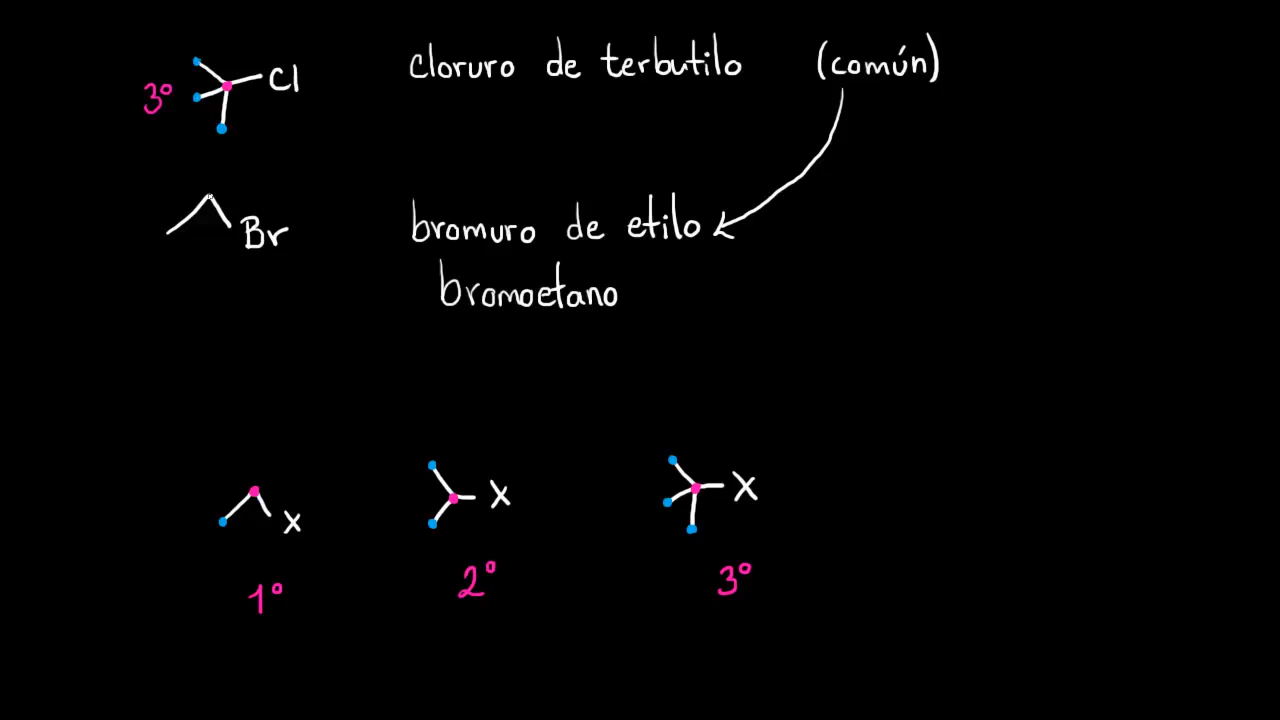 Cl cloruro de terbutilo (común)
3°
Br bromuro de etilo
bromoetano
X X X
1° 2° 3°